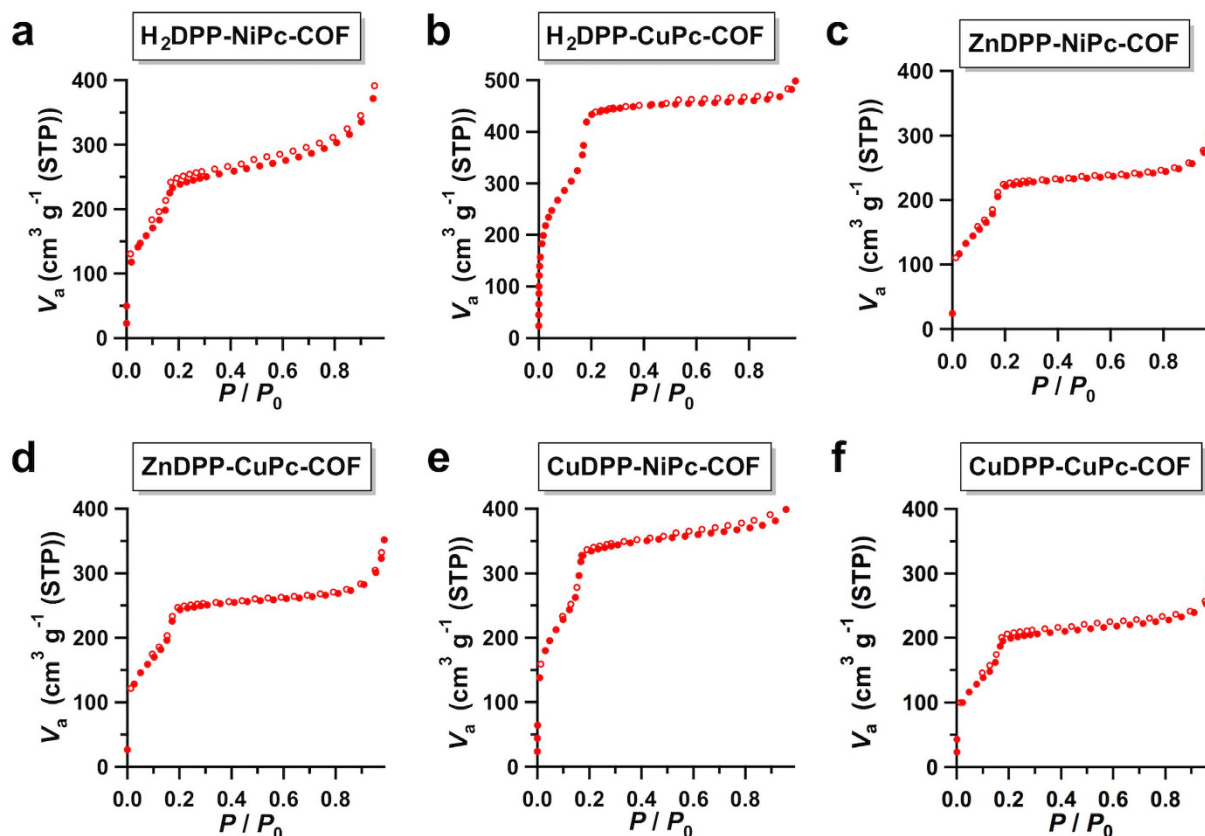 a
H₂DPP-NiPc-COF
Vₐ (cm³ g⁻¹ (STP))
400
300
200
100
0
0.0 0.2 0.4 0.6 0.8
P / P₀
b
H₂DPP-CuPc-COF
Vₐ (cm³ g⁻¹ (STP))
500
400
300
200
100
0
0.0 0.2 0.4 0.6 0.8
P / P₀
c
ZnDPP-NiPc-COF
Vₐ (cm³ g⁻¹ (STP))
400
300
200
100
0
0.0 0.2 0.4 0.6 0.8
P / P₀
d
ZnDPP-CuPc-COF
Vₐ (cm³ g⁻¹ (STP))
400
300
200
100
0
0.0 0.2 0.4 0.6 0.8
P / P₀
e
CuDPP-NiPc-COF
Vₐ (cm³ g⁻¹ (STP))
400
300
200
100
0
0.0 0.2 0.4 0.6 0.8
P / P₀
f
CuDPP-CuPc-COF
Vₐ (cm³ g⁻¹ (STP))
400
300
200
100
0
0.0 0.2 0.4 0.6 0.8
P / P₀